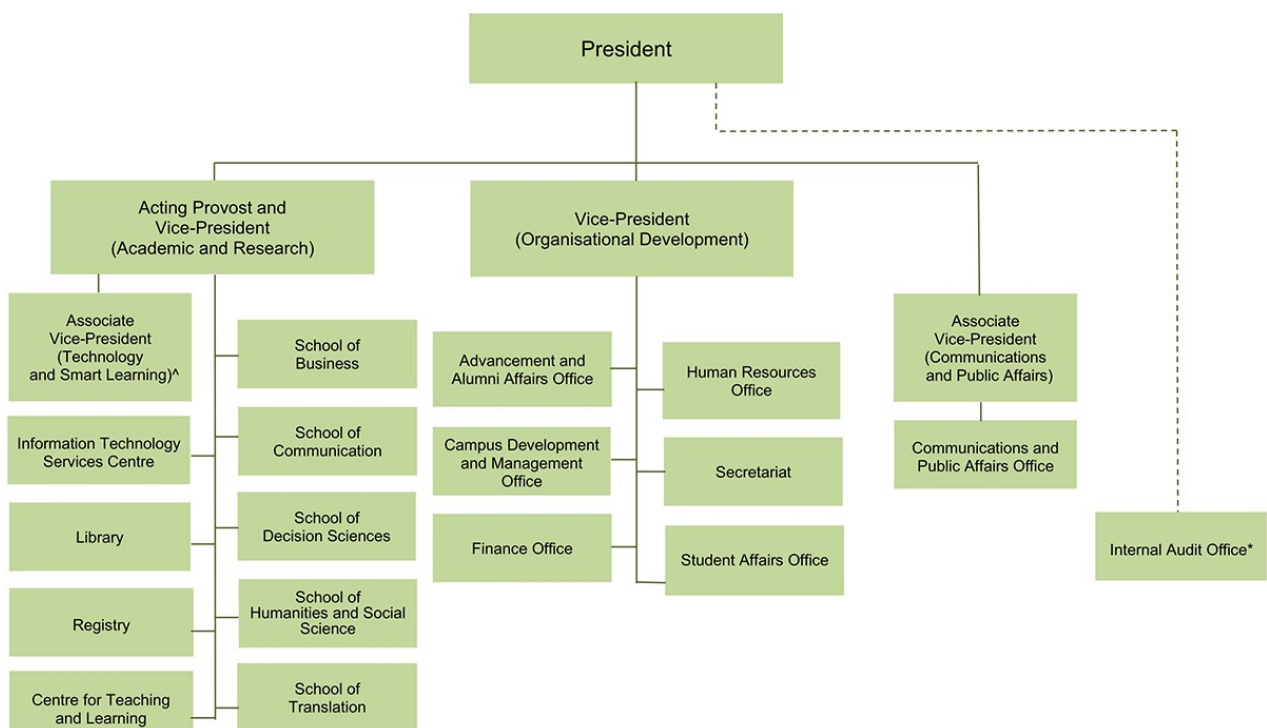 President
Acting Provost and
Vice-President
(Academic and Research)
Vice-President
(Organisational Development)
Associate
Vice-President
(Technology
and Smart Learning)^
Associate
Vice-President
(Communications
and Public Affairs)
School of
Business
Advancement and
Alumni Affairs Office
Human Resources
Office
Information Technology
Services Centre
School of
Communication
Campus Development
and Management
Office
Secretariat
Communications and
Public Affairs Office
Library
School of
Decision Sciences
Finance Office
Student Affairs Office
Internal Audit Office*
Registry
School of
Humanities and Social
Science
Centre for Teaching
and Learning
School of
Translation